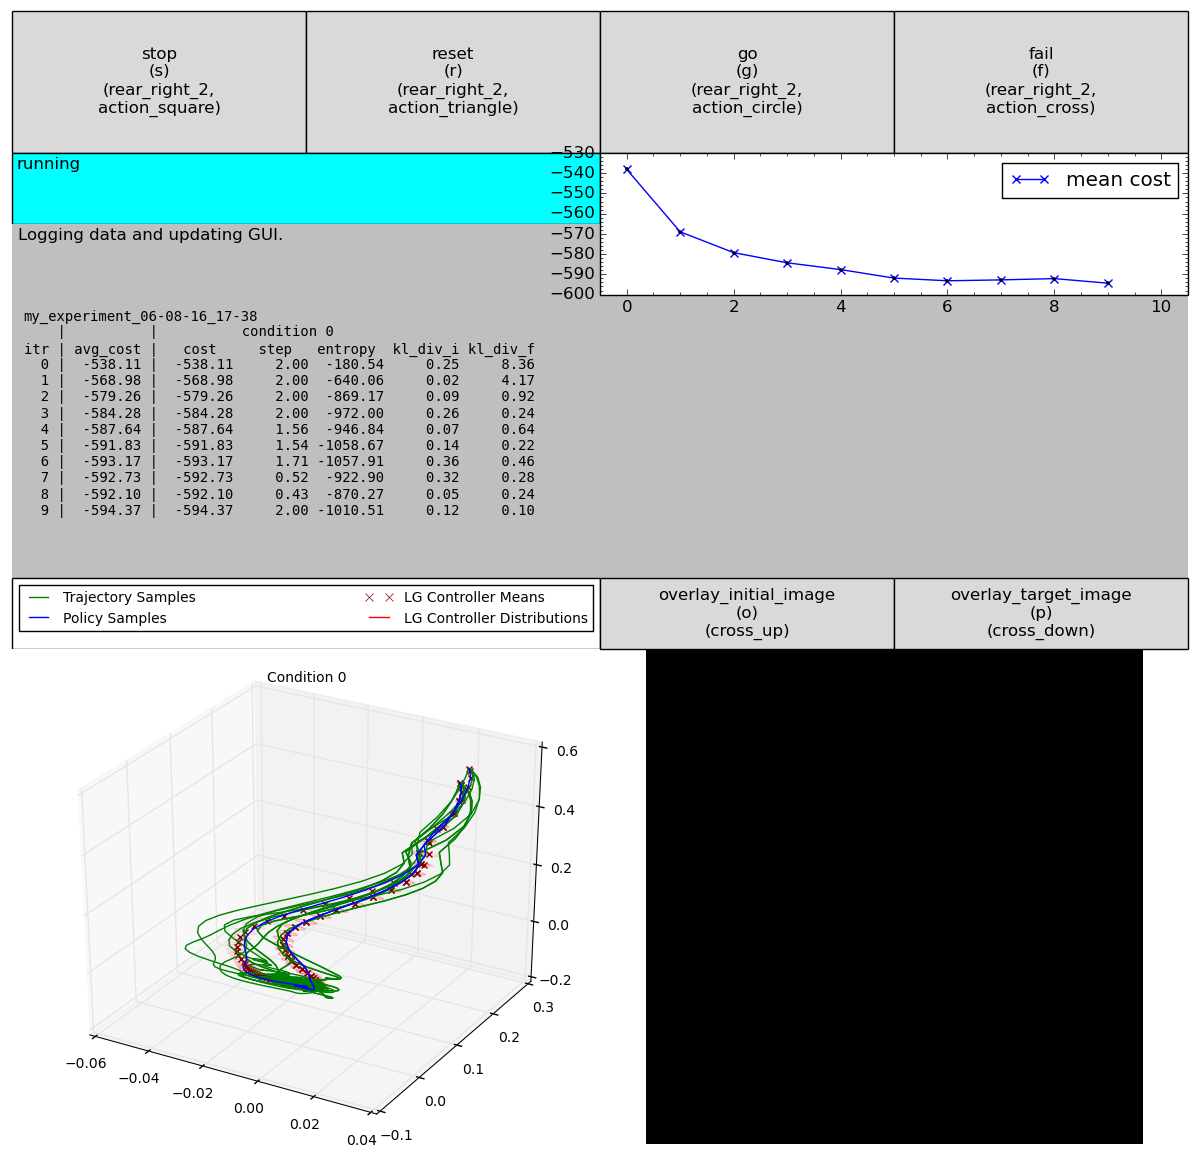 stop
(s)
(rear_right_2,
action_square)
reset
(r)
(rear_right_2,
action_triangle)
go
(g)
(rear_right_2,
action_circle)
fail
(f)
(rear_right_2,
action_cross)
running
Logging data and updating GUI.
−530
−540
−550
−560
−570
−580
−590
−600
mean cost
0 2 4 6 8 10
my_experiment_06-08-16_17-38
| | condition 0
itr | avg_cost | cost step entropy kl_div_i kl_div_f
0 | -538.11 | -538.11 2.00 -180.54 0.25 8.36
1 | -568.98 | -568.98 2.00 -640.06 0.02 4.17
2 | -579.26 | -579.26 2.00 -869.17 0.09 0.92
3 | -584.28 | -584.28 2.00 -972.00 0.26 0.24
4 | -587.64 | -587.64 1.56 -946.84 0.07 0.64
5 | -591.83 | -591.83 1.54 -1058.67 0.14 0.22
6 | -593.17 | -593.17 1.71 -1057.91 0.36 0.46
7 | -592.73 | -592.73 0.52 -922.90 0.32 0.28
8 | -592.10 | -592.10 0.43 -870.27 0.05 0.24
9 | -594.37 | -594.37 2.00 -1010.51 0.12 0.10
Trajectory Samples
Policy Samples
LG Controller Means
LG Controller Distributions
overlay_initial_image
(o)
(cross_up)
overlay_target_image
(p)
(cross_down)
Condition 0
0.6
0.4
0.2
0.0
−0.2
0.3
0.2
0.1
0.0
−0.1
−0.06
−0.04
−0.02
0.00
0.02
0.04